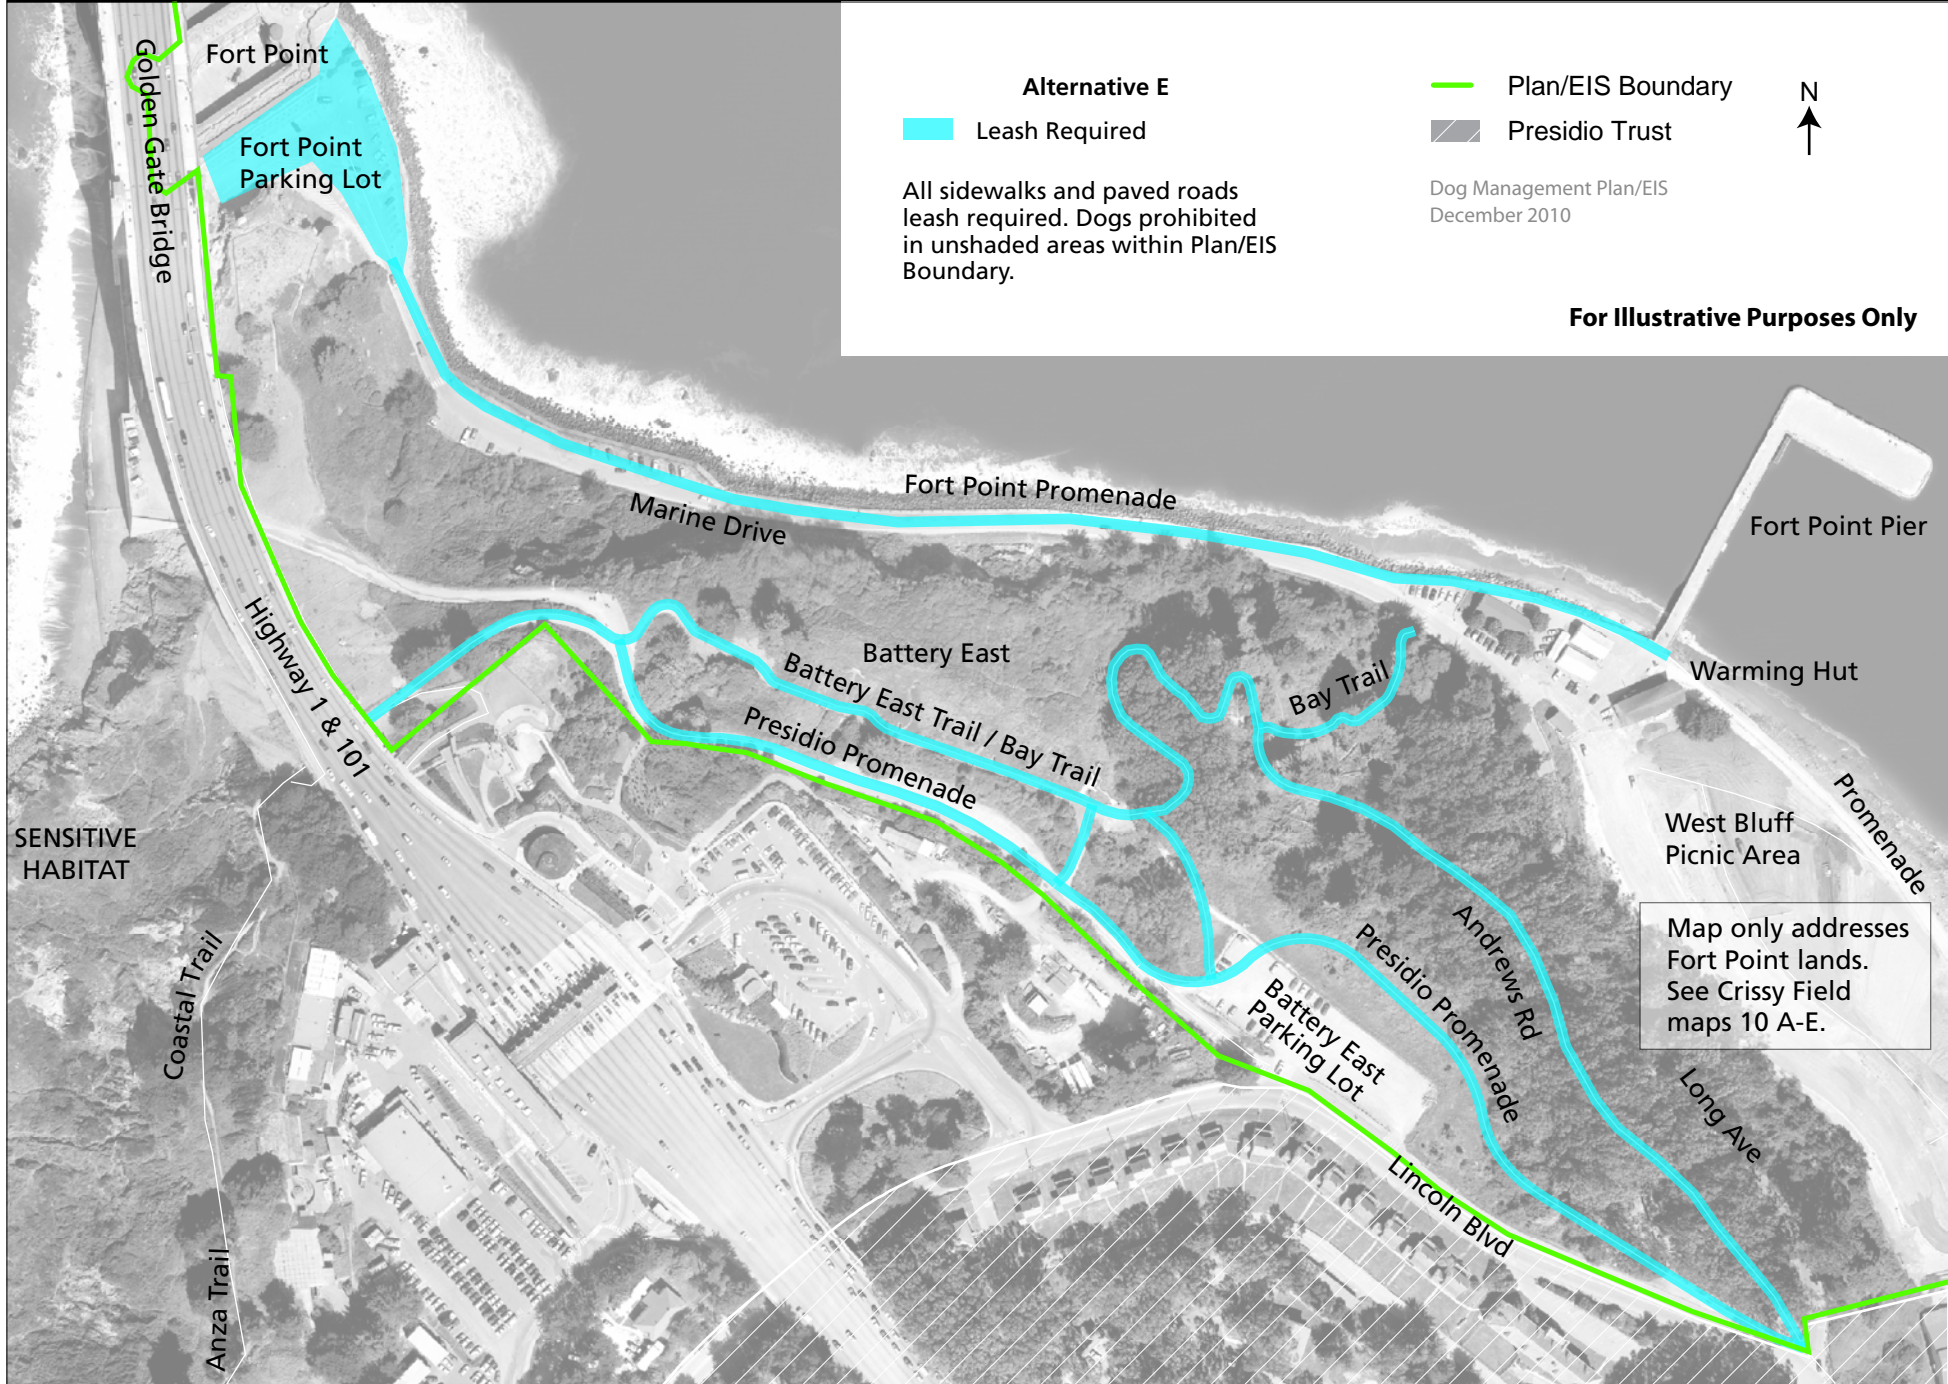 Alternative E
Leash Required
All sidewalks and paved roads
leash required. Dogs prohibited
in unshaded areas within Plan/EIS
Boundary.
Plan/EIS Boundary
Presidio Trust
N
Dog Management Plan/EIS
December 2010
For Illustrative Purposes Only
Fort Point
Golden Gate Bridge
Fort Point
Parking Lot
Fort Point Promenade
Marine Drive
Fort Point Pier
Highway 1 & 101
Battery East
Battery East Trail / Bay Trail
Presidio Promenade
Bay Trail
Warming Hut
Promenade
SENSITIVE
HABITAT
West Bluff
Picnic Area
Map only addresses
Fort Point lands.
See Crissy Field
maps 10 A-E.
Coastal Trail
Andrews Rd
Presidio Promenade
Battery East
Parking Lot
Long Ave
Lincoln Blvd
Anza Trail